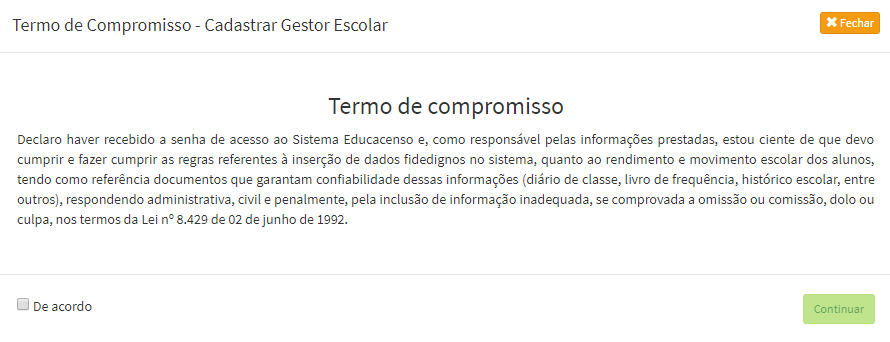 Termo de Compromisso - Cadastrar Gestor Escolar
✖ Fechar
Termo de compromisso
Declaro haver recebido a senha de acesso ao Sistema Educacenso e, como responsável pelas informações prestadas, estou ciente de que devo
cumprir e fazer cumprir as regras referentes à inserção de dados fidedignos no sistema, quanto ao rendimento e movimento escolar dos alunos,
tendo como referência documentos que garantam confiabilidade dessas informações (diário de classe, livro de frequência, histórico escolar, entre
outros), respondendo administrativa, civil e penalmente, pela inclusão de informação inadequada, se comprovada a omissão ou comissão, dolo ou
culpa, nos termos da Lei nº 8.429 de 02 de junho de 1992.
De acordo
Continuar